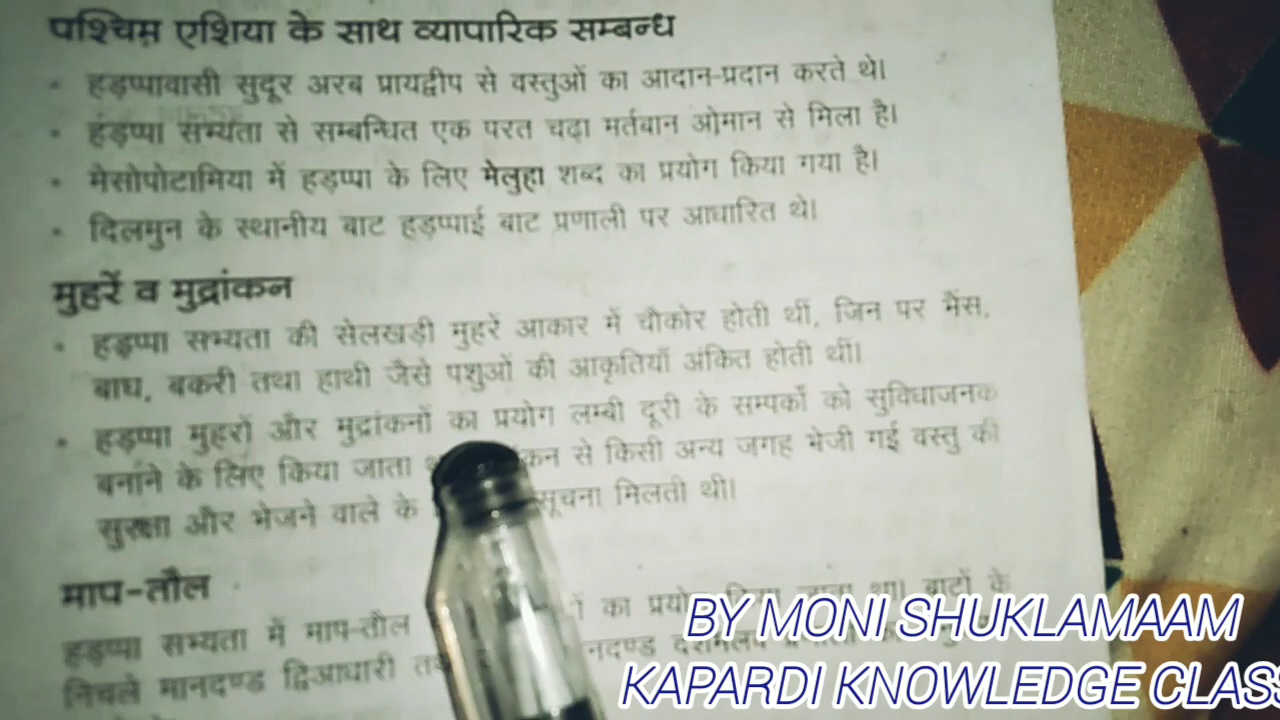 पश्चिम एशिया के साथ व्यापारिक सम्बन्ध
• हड़प्पावासी सुदूर अरब प्रायद्वीप से वस्तुओं का आदान-प्रदान करते थे।
• हड़प्पा सभ्यता से सम्बन्धित एक परत चढ़ा मर्तबान ओमान से मिला है।
• मेसोपोटामिया में हड़प्पा के लिए मेलुहा शब्द का प्रयोग किया गया है।
• दिलमुन के स्थानीय बाट हड़प्पाई बाट प्रणाली पर आधारित थे।
मुहरें व मुद्रांकन
• हड़प्पा सभ्यता की सेलखड़ी मुहरें आकार में चौकोर होती थीं, जिन पर भैंस,
बाघ, बकरी तथा हाथी जैसे पशुओं की आकृतियाँ अंकित होती थीं।
• हड़प्पा मुहरों और मुद्रांकनों का प्रयोग लम्बी दूरी के सम्पर्कों को सुविधाजनक
बनाने के लिए किया जाता से किसी अन्य जगह भेजी गई वस्तु की
सुरक्षा और भेजने वाले के सूचना मिलती थी।
माप-तौल
हड़प्पा सभ्यता में माप-तौल का प्रयोग किया जाता था। बाटों के
निचले मानदण्ड द्विआधारी
BY MONI SHUKLAMAAM
KAPARDI KNOWLEDGE CLASS